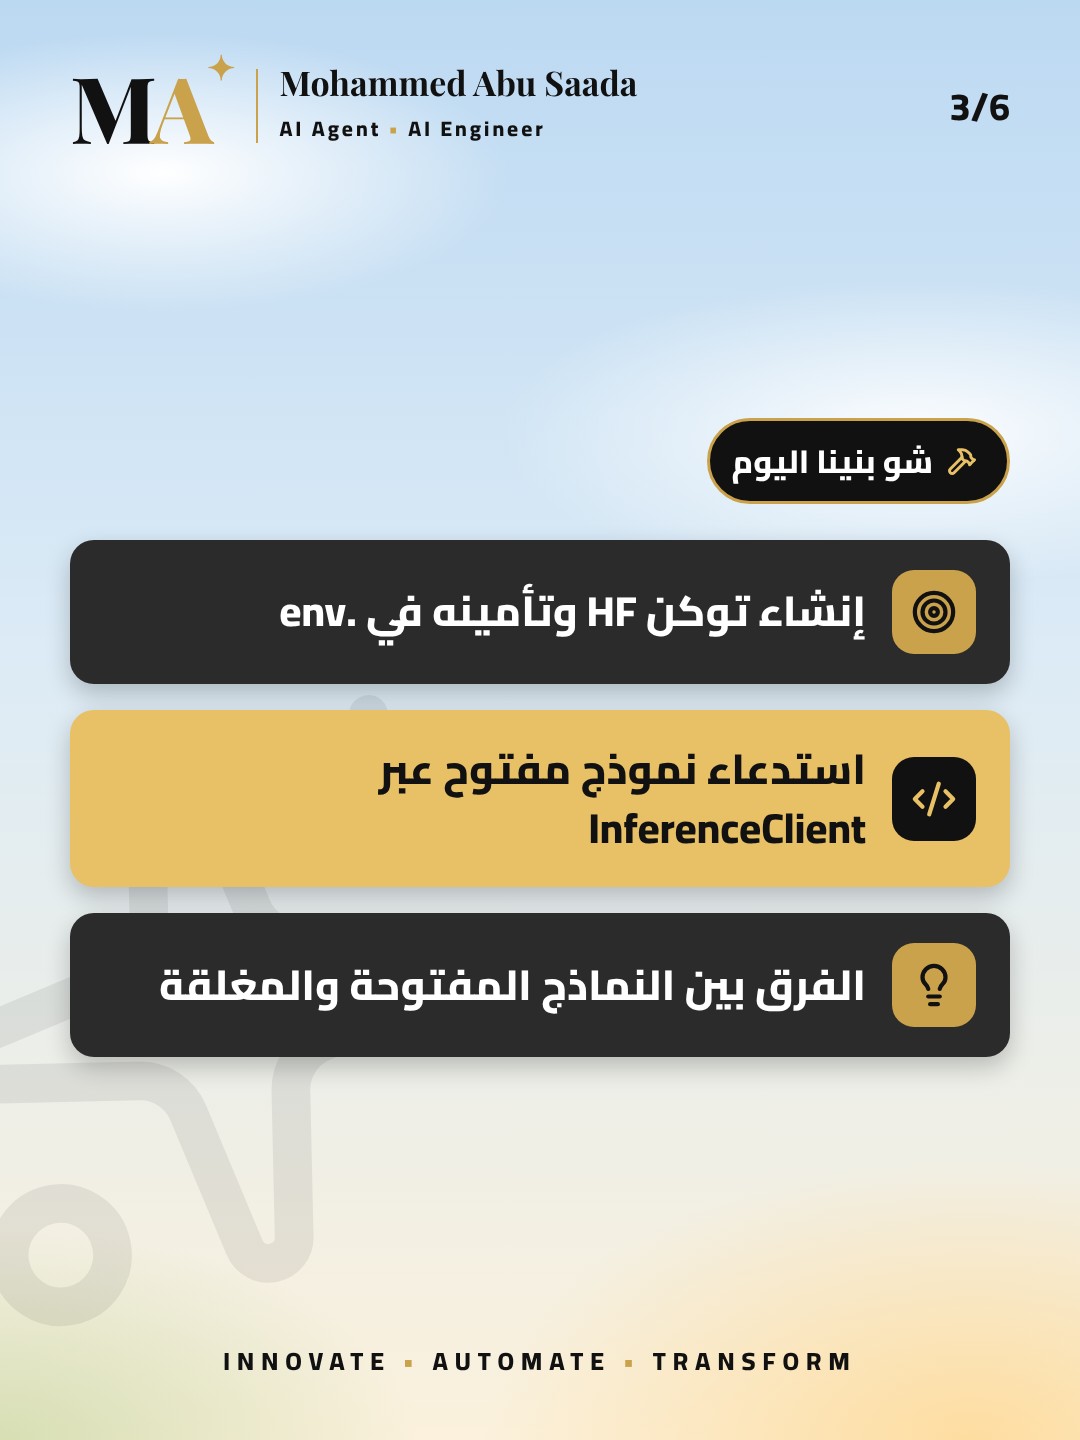 MA
Mohammed Abu Saada
AI Agent ▪ AI Engineer
3/6
شو بنينا اليوم
إنشاء توكن HF وتأمينه في .env
استدعاء نموذج مفتوح عبر
InferenceClient
الفرق بين النماذج المفتوحة والمغلقة
INNOVATE ▪ AUTOMATE ▪ TRANSFORM